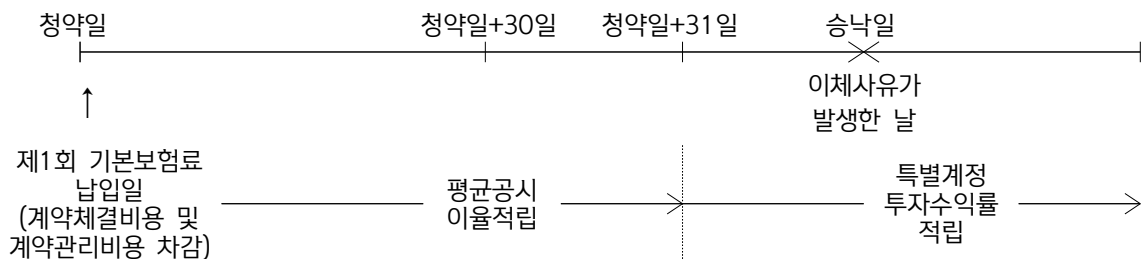 청약일 청약일+30일 청약일+31일 승낙일
이체사유가
발생한 날
제1회 기본보험료
납입일
(계약체결비용 및
계약관리비용 차감)
평균공시
이율적립
특별계정
투자수익률
적립